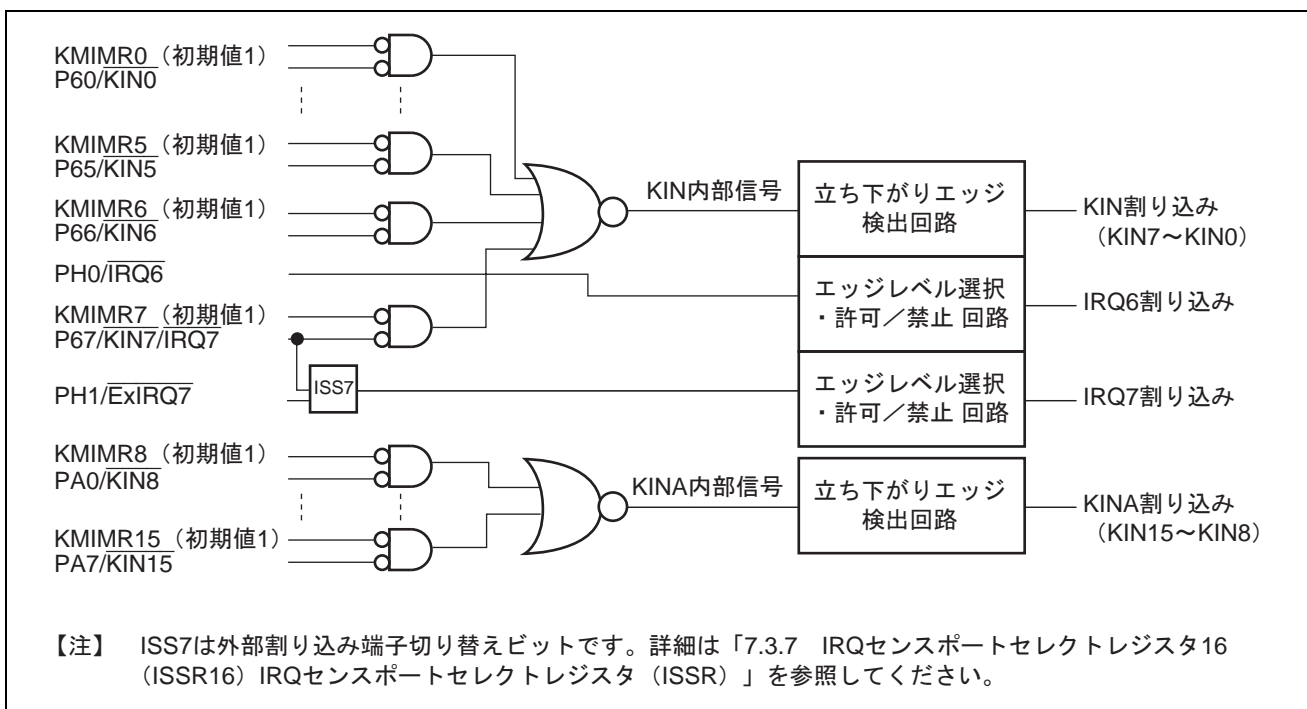 KMIMR0（初期値1）
P60/KIN0
KMIMR5（初期値1）
P65/KIN5
KMIMR6（初期値1）
P66/KIN6
PH0/IRQ6
KMIMR7（初期値1）
P67/KIN7/IRQ7
ISS7
PH1/ExIRQ7
KMIMR8（初期値1）
PA0/KIN8
KMIMR15（初期値1）
PA7/KIN15
KIN内部信号
KINA内部信号
立ち下がりエッジ
検出回路
エッジレベル選択
・許可／禁止 回路
エッジレベル選択
・許可／禁止 回路
立ち下がりエッジ
検出回路
KIN割り込み
（KIN7～KIN0）
IRQ6割り込み
IRQ7割り込み
KINA割り込み
（KIN15～KIN8）
【注】 ISS7は外部割り込み端子切り替えビットです。詳細は「7.3.7 IRQセンスポートセレクトレジスタ16
（ISSR16）IRQセンスポートセレクトレジスタ（ISSR）」を参照してください。